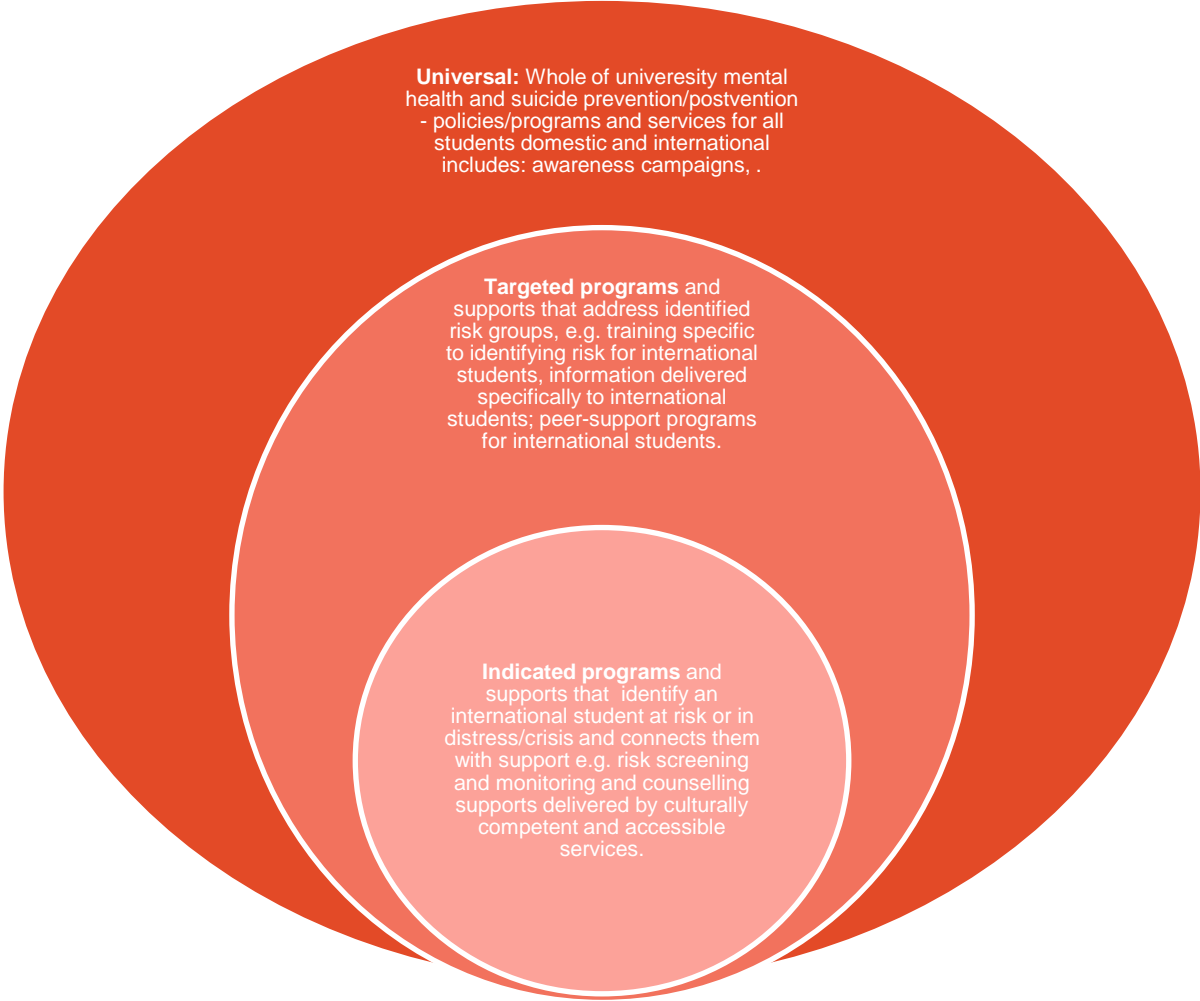 Universal: Whole of univeresity mental
health and suicide prevention/postvention
- policies/programs and services for all
students domestic and international
includes: awareness campaigns, .
Targeted programs and
supports that address identified
risk groups, e.g. training specific
to identifying risk for international
students, information delivered
specifically to international
students; peer-support programs
for international students.
Indicated programs and
supports that identify an
international student at risk or in
distress/crisis and connects them
with support e.g. risk screening
and monitoring and counselling
supports delivered by culturally
competent and accessible
services.